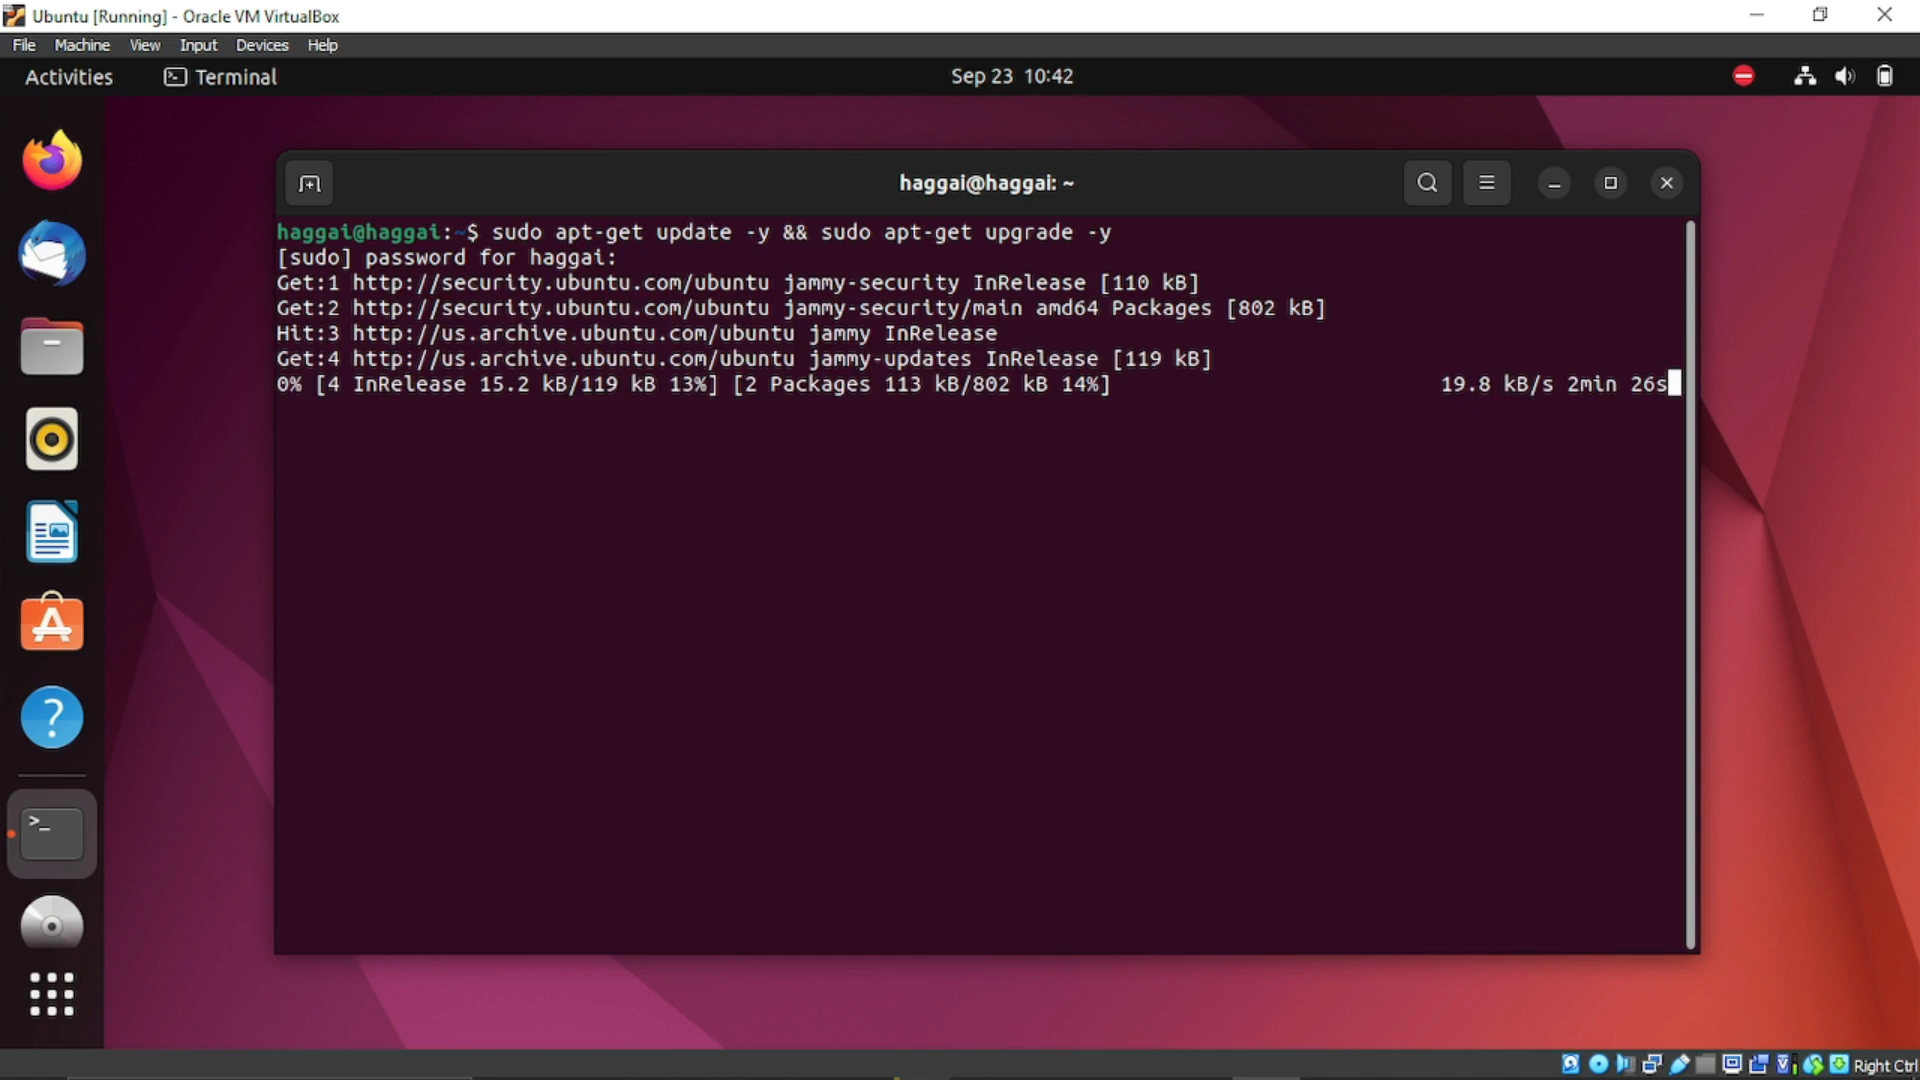 Ubuntu [Running] - Oracle VM VirtualBox
File Machine View Input Devices Help
Activities Terminal Sep 23 10:42
haggai@haggai: ~
haggai@haggai:~$ sudo apt-get update -y && sudo apt-get upgrade -y
[sudo] password for haggai:
Get:1 http://security.ubuntu.com/ubuntu jammy-security InRelease [110 kB]
Get:2 http://security.ubuntu.com/ubuntu jammy-security/main amd64 Packages [802 kB]
Hit:3 http://us.archive.ubuntu.com/ubuntu jammy InRelease
Get:4 http://us.archive.ubuntu.com/ubuntu jammy-updates InRelease [119 kB]
0% [4 InRelease 15.2 kB/119 kB 13%] [2 Packages 113 kB/802 kB 14%] 19.8 kB/s 2min 26s
Right Ctrl